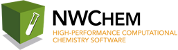 NWCHEM
HIGH-PERFORMANCE COMPUTATIONAL
CHEMISTRY SOFTWARE